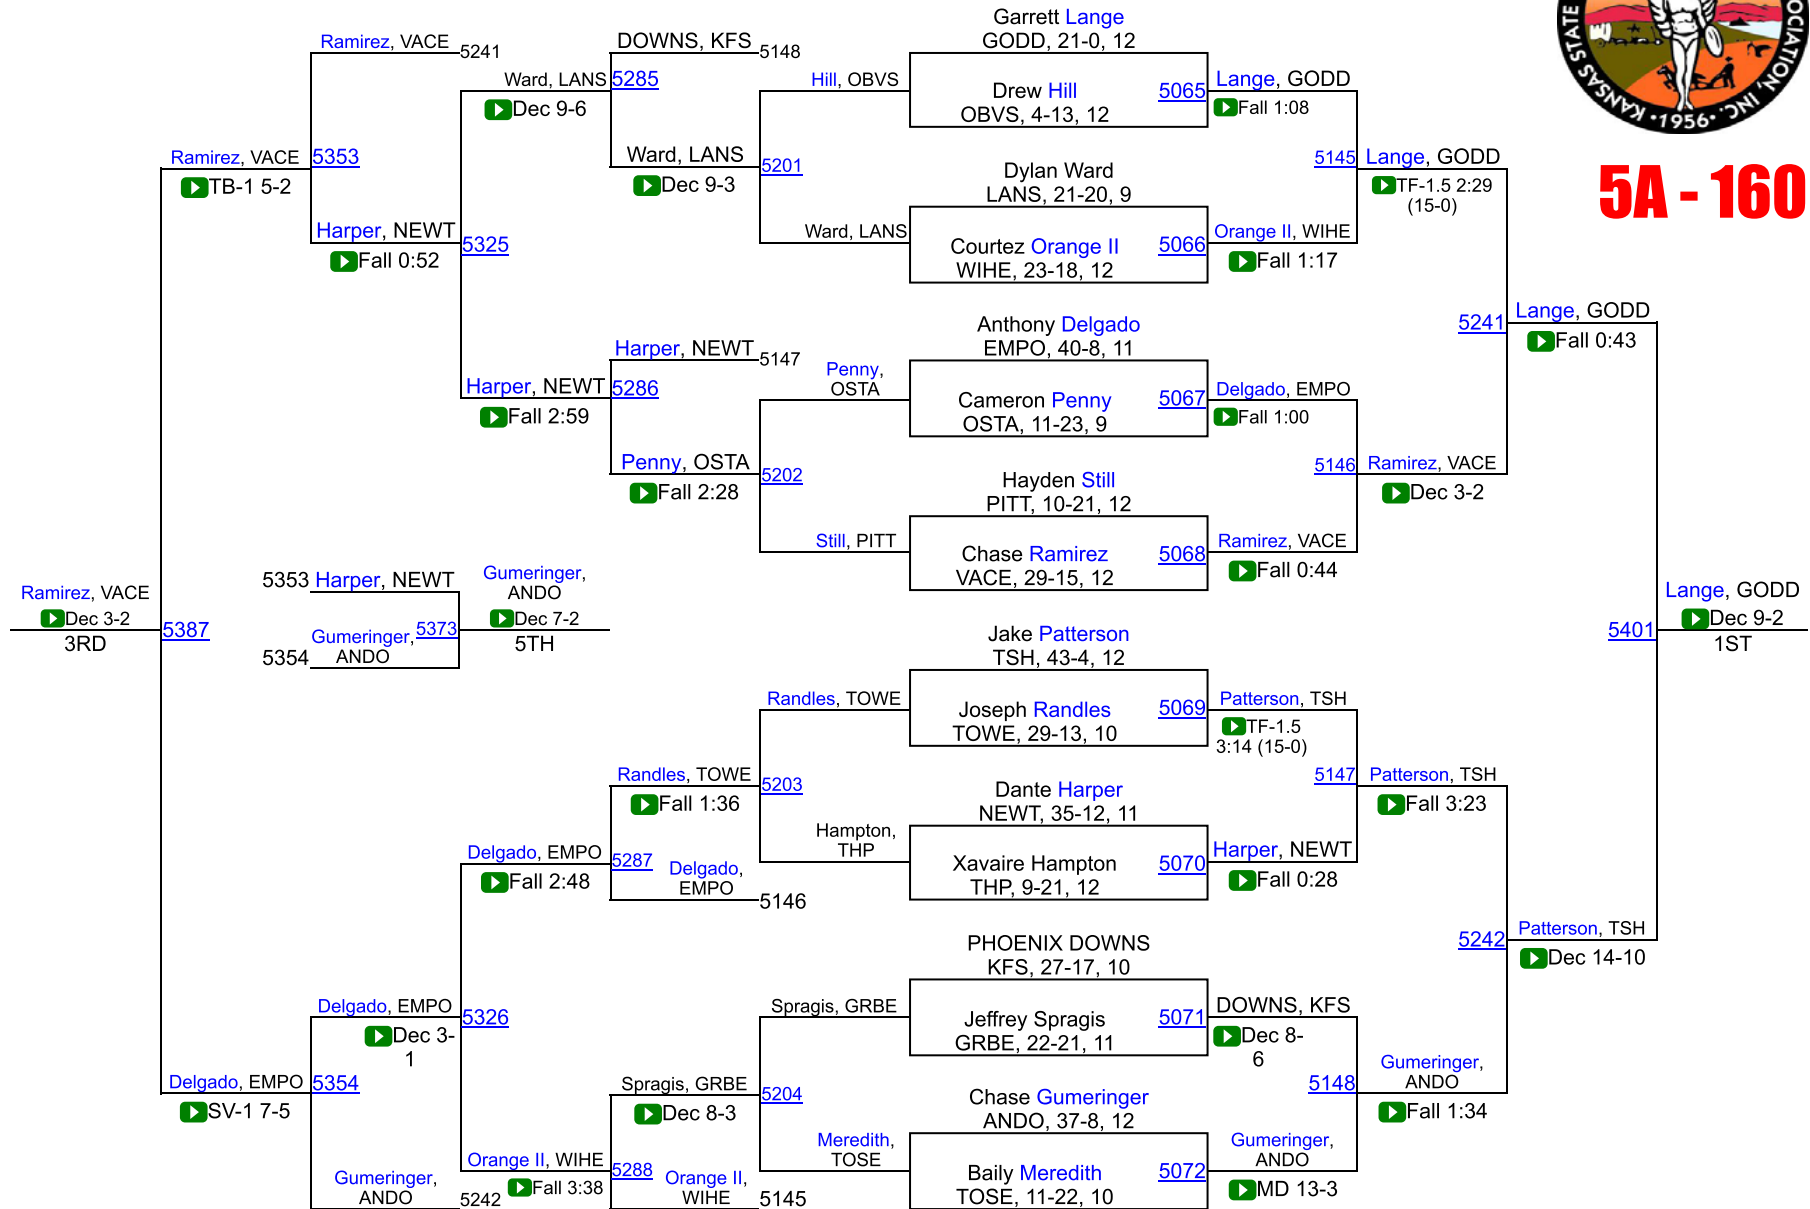 Garrett Lange
GODD, 21-0, 12
Drew Hill
OBVS, 4-13, 12
5065
Dylan Ward
LANS, 21-20, 9
Courtez Orange II
WIHE, 23-18, 12
5066
Anthony Delgado
EMPO, 40-8, 11
Cameron Penny
OSTA, 11-23, 9
5067
Hayden Still
PITT, 10-21, 12
Chase Ramirez
VACE, 29-15, 12
5068
Jake Patterson
TSH, 43-4, 12
Joseph Randles
TOWE, 29-13, 10
5069
Dante Harper
NEWT, 35-12, 11
Xavaire Hampton
THP, 9-21, 12
5070
PHOENIX DOWNS
KFS, 27-17, 10
Jeffrey Spragis
GRBE, 22-21, 11
5071
Chase Gumeringer
ANDO, 37-8, 12
Baily Meredith
TOSE, 11-22, 10
5072
Lange, GODD
Fall 1:08
5145
Orange II, WIHE
Fall 1:17
Delgado, EMPO
Fall 1:00
5146
Ramirez, VACE
Fall 0:44
Patterson, TSH
TF-1.5
3:14 (15-0)
5147
Harper, NEWT
Fall 0:28
DOWNS, KFS
Dec 8-
6
5148
Gumeringer,
ANDO
MD 13-3
Lange, GODD
TF-1.5 2:29
(15-0)
5241
Ramirez, VACE
Dec 3-2
Patterson, TSH
Fall 3:23
5242
Gumeringer,
ANDO
Fall 1:34
Lange, GODD
Fall 0:43
5401
Patterson, TSH
Dec 14-10
Lange, GODD
Dec 9-2
1ST
Hill, OBVS
5201
Ward, LANS
Penny,
OSTA
5202
Still, PITT
Randles, TOWE
5203
Hampton,
THP
Spragis, GRBE
5204
Meredith,
TOSE
DOWNS, KFS
5148
5285
Ward, LANS
Dec 9-3
Harper, NEWT
5147
5286
Penny, OSTA
Fall 2:28
Randles, TOWE
Fall 1:36
5287
Delgado,
EMPO
5146
Spragis, GRBE
Dec 8-3
5288
Orange II,
WIHE
5145
Ward, LANS
Dec 9-6
5325
Harper, NEWT
Fall 2:59
Delgado, EMPO
Fall 2:48
5326
Orange II, WIHE
Fall 3:38
Ramirez, VACE
5241
5353
Harper, NEWT
Fall 0:52
Delgado, EMPO
Dec 3-
1
5354
Gumeringer,
ANDO
5242
Ramirez, VACE
TB-1 5-2
5387
Delgado, EMPO
SV-1 7-5
Ramirez, VACE
Dec 3-2
3RD
5353
Harper, NEWT
5373
5354
Gumeringer,
ANDO
Gumeringer,
ANDO
Dec 7-2
5TH
KANSAS STATE
INC.
•1956•
5A - 160